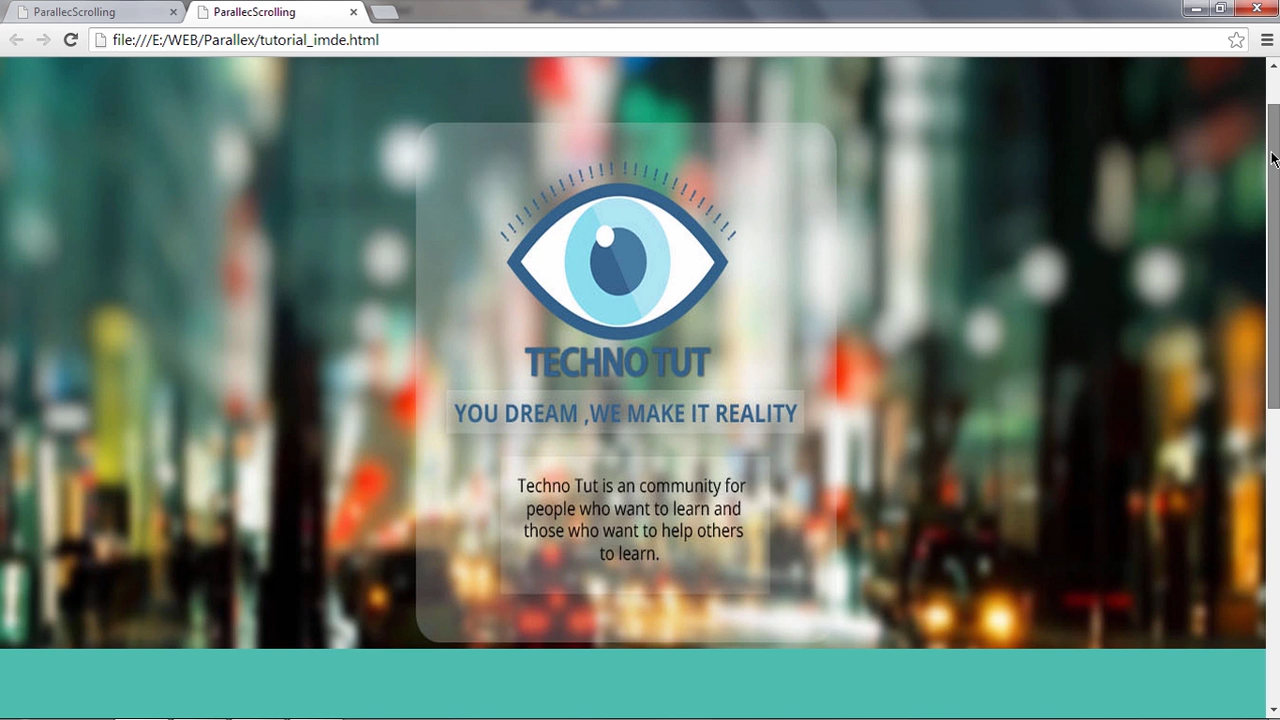 ParallecScrolling
ParallecScrolling
file:///E:/WEB/Parallex/tutorial_imde.html
TECHNO TUT
YOU DREAM ,WE MAKE IT REALITY
Techno Tut is an community for
people who want to learn and
those who want to help others
to learn.